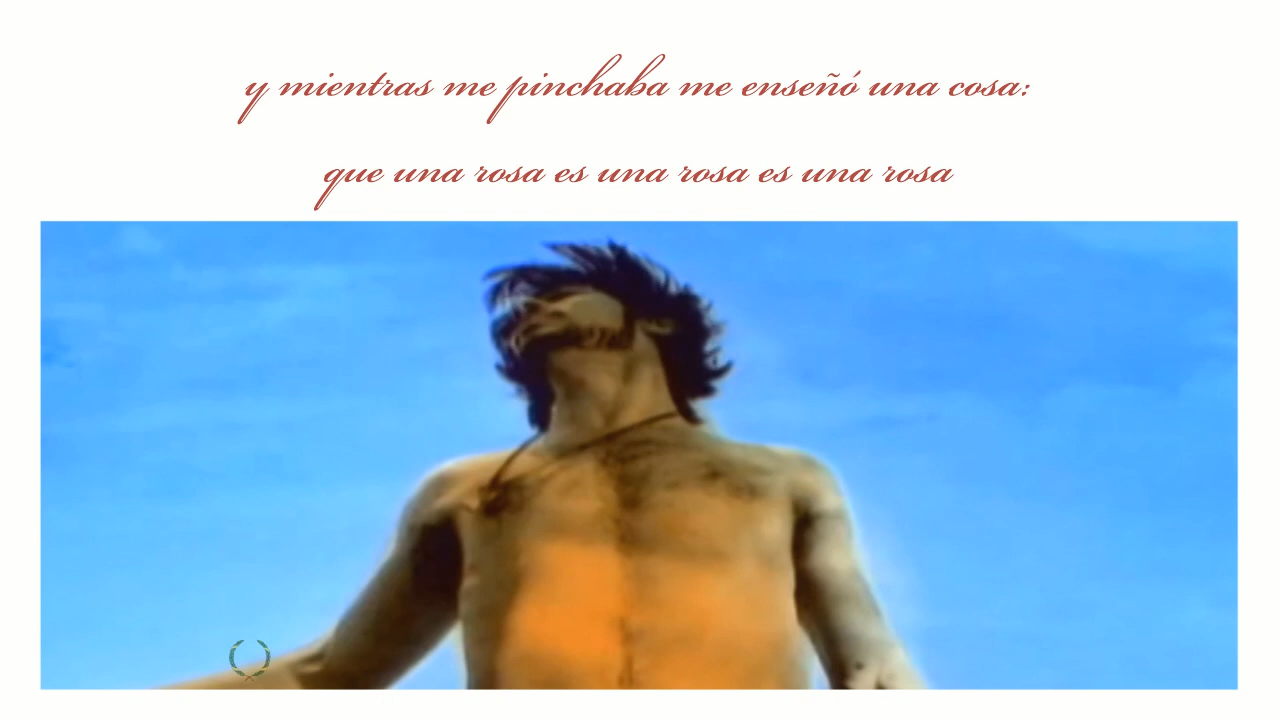 y mientras me pinchaba me enseñó una cosa:
que una rosa es una rosa es una rosa